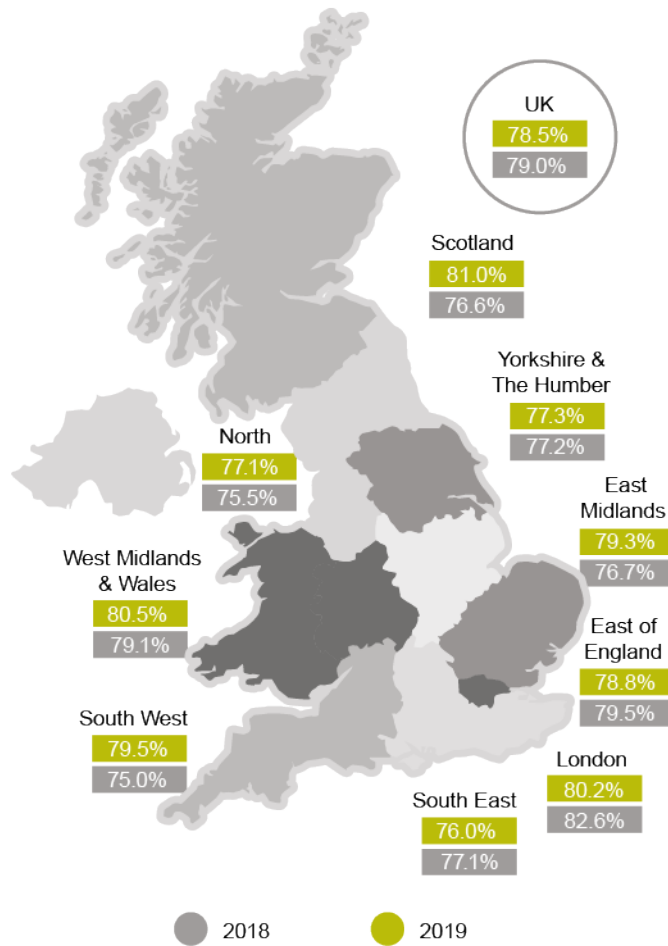 UK
78.5%
79.0%
Scotland
81.0%
76.6%
Yorkshire &
The Humber
77.3%
77.2%
North
77.1%
75.5%
East
Midlands
79.3%
76.7%
West Midlands
& Wales
80.5%
79.1%
East of
England
78.8%
79.5%
South West
79.5%
75.0%
London
80.2%
82.6%
South East
76.0%
77.1%
2018
2019